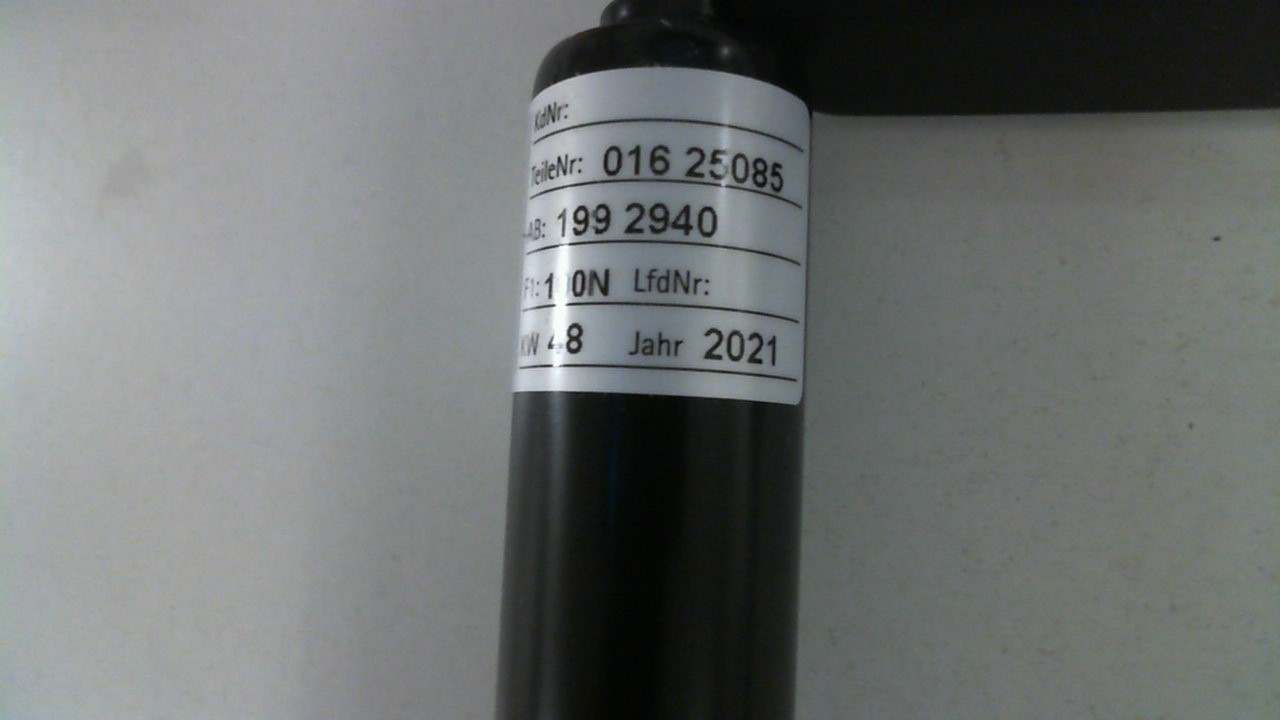 KdNr:
TeileNr: 016 25085
-AB: 199 2940
F1: N LfdNr:
KW 48 Jahr 2021